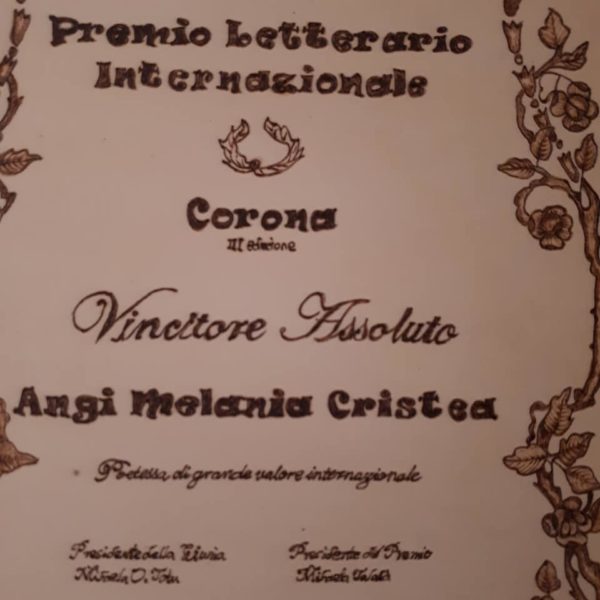 Premio Letterario
Internazionale
Corona
III edizione
Vincitore Assoluto
Angi Melania Cristea
Poetessa di grande valore internazionale
Presidente della Giuria
Presidente del Premio
Mihaela